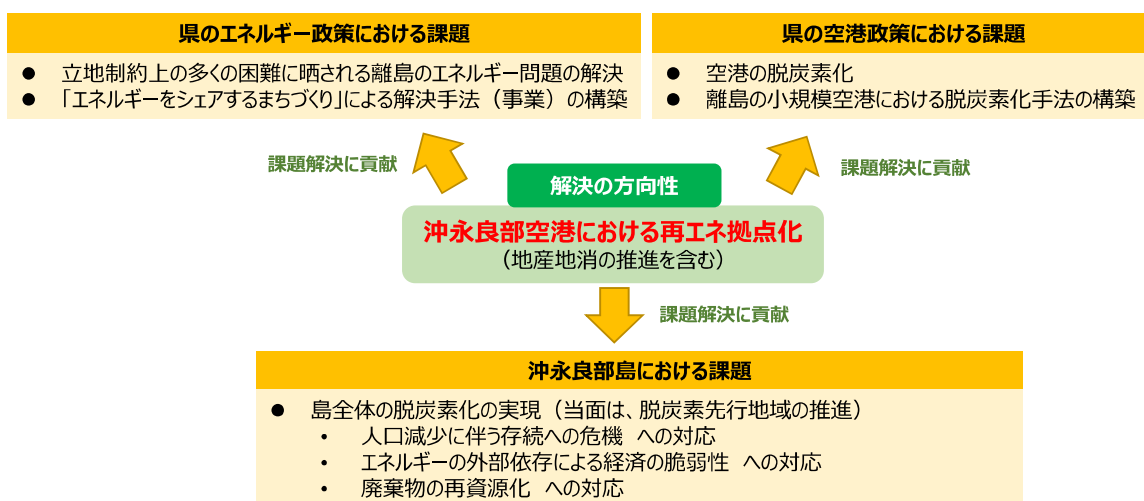 県のエネルギー政策における課題
● 立地制約上の多くの困難に晒される離島のエネルギー問題の解決
● 「エネルギーをシェアするまちづくり」による解決手法（事業）の構築
県の空港政策における課題
● 空港の脱炭素化
● 離島の小規模空港における脱炭素化手法の構築
課題解決に貢献
課題解決に貢献
解決の方向性
沖永良部空港における再エネ拠点化
（地産地消の推進を含む）
課題解決に貢献
沖永良部島における課題
● 島全体の脱炭素化の実現（当面は、脱炭素先行地域の推進）
• 人口減少に伴う存続への危機 への対応
• エネルギーの外部依存による経済の脆弱性 への対応
• 廃棄物の再資源化 への対応